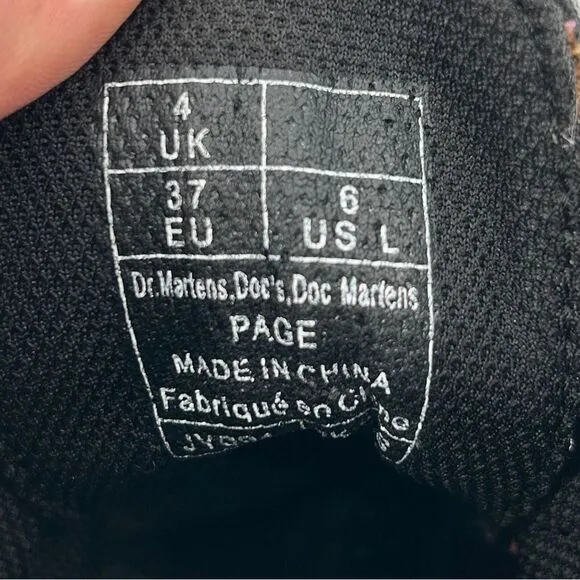 4
UK
37
EU
6
US L
Dr.Martens,Doc's,Doc Martens
PAGE
MADE IN CHINA
Fabriqué en Chine